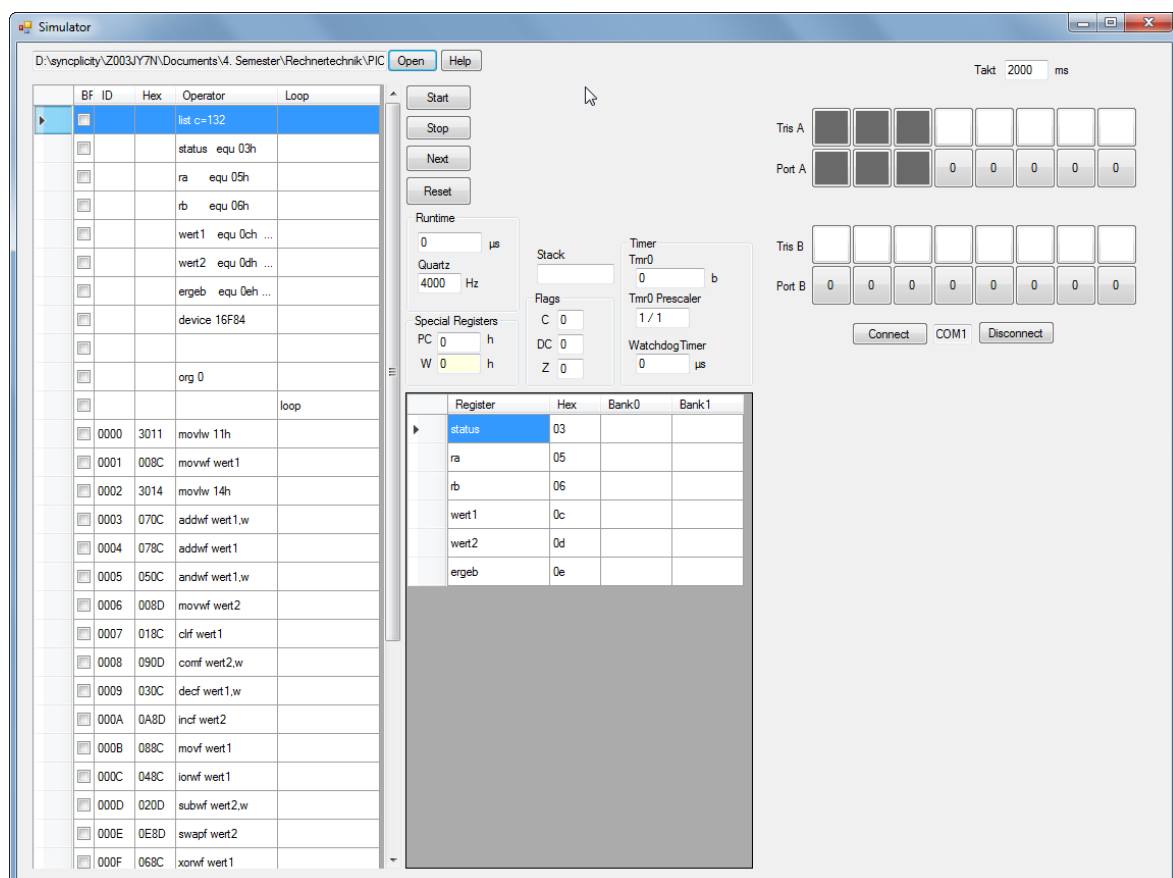 Simulator
D:\syncplicity\Z003JY7N\Documents\4. Semester\Rechnertechnik\PIC Open Help
Takt 2000 ms
BF ID Hex Operator Loop
list c=132
status equ 03h
ra equ 05h
rb equ 06h
wert1 equ 0ch ...
wert2 equ 0dh ...
ergeb equ 0eh ...
device 16F84
org 0
loop
0000 3011 movlw 11h
0001 008C movwf wert1
0002 3014 movlw 14h
0003 070C addwf wert1,w
0004 078C addwf wert1
0005 050C andwf wert1,w
0006 008D movwf wert2
0007 018C clrf wert1
0008 090D comf wert2,w
0009 030C decf wert1,w
000A 0A8D incf wert2
000B 088C movf wert1
000C 048C iorwf wert1
000D 020D subwf wert2,w
000E 0E8D swapf wert2
000F 068C xorwf wert1
Start
Stop
Next
Reset
Runtime
0 µs
Quartz
4000 Hz
Special Registers
PC 0 h
W 0 h
Stack
Flags
C 0
DC 0
Z 0
Timer
Tmr0
0 b
Tmr0 Prescaler
1 / 1
WatchdogTimer
0 µs
Register Hex Bank0 Bank1
status 03
ra 05
rb 06
wert1 0c
wert2 0d
ergeb 0e
Tris A
Port A 0 0 0 0 0
Tris B
Port B 0 0 0 0 0 0 0 0
Connect COM1 Disconnect